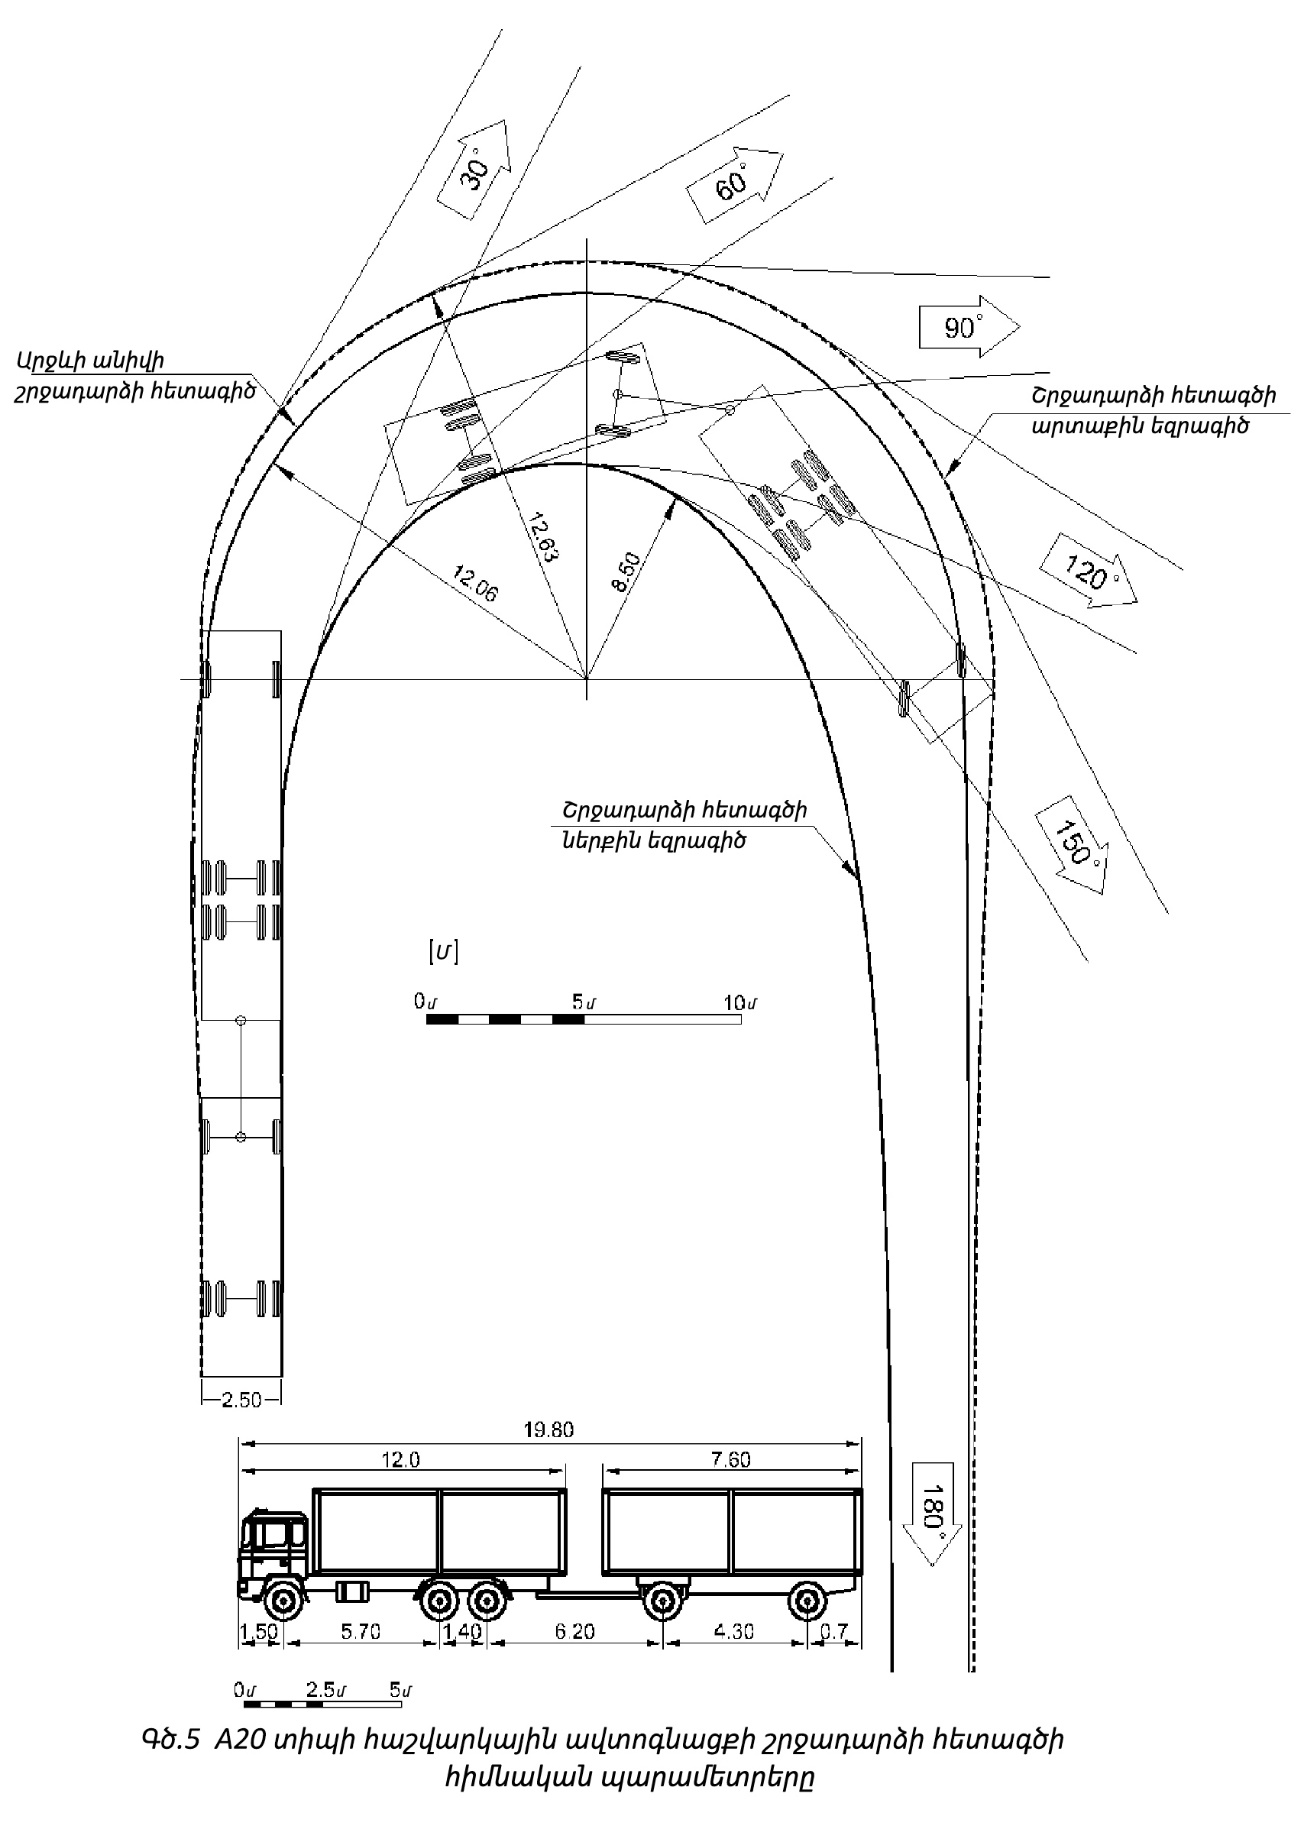 30°
60°
90°
Արջևի անիվի
շրջադարձի հետագիծ
Շրջադարձի հետագծի
արտաքին եզրագիծ
12.63
12.06
8.50
120°
Շրջադարձի հետագծի
ներքին եզրագիծ
150°
[Մ]
0մ 5մ 10մ
2.50
19.80
12.0 7.60
180°
1.50 5.70 1.40 6.20 4.30 0.7
0մ 2.5մ 5մ
Գծ.5 A20 տիպի հաշվարկային ավտոգնացքի շրջադարձի հետագծի
հիմնական պարամետրերը